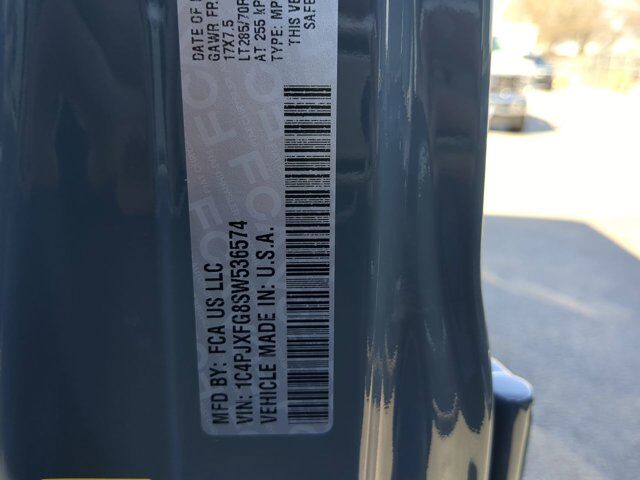 DATE OF
GAWR FR
17X7.5
LT285/70R
AT 255 KP
TYPE: MP
THIS VE
SAFE
MFD BY: FCA US LLC
VIN: 1C4PJXFG8SW536574
VEHICLE MADE IN: U.S.A.